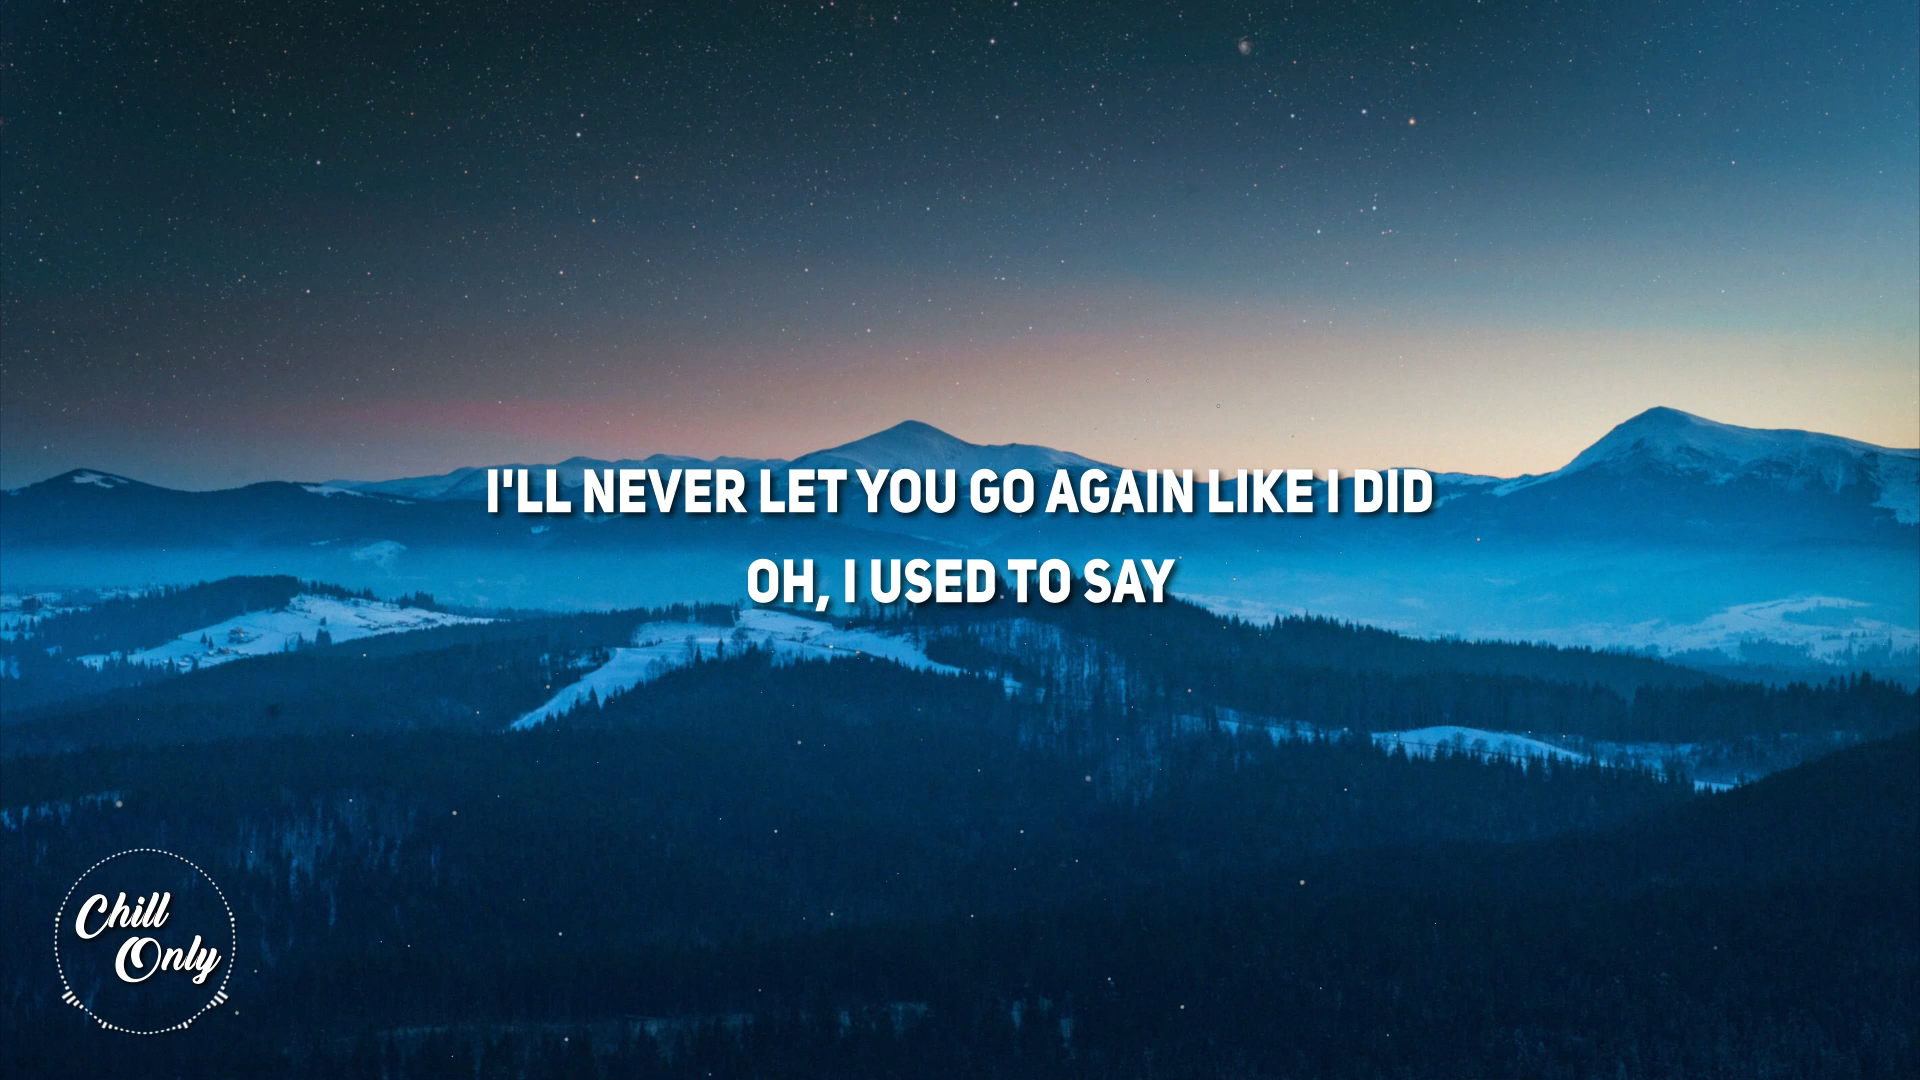 I'LL NEVER LET YOU GO AGAIN LIKE I DID
OH, I USED TO SAY
Chill
Only